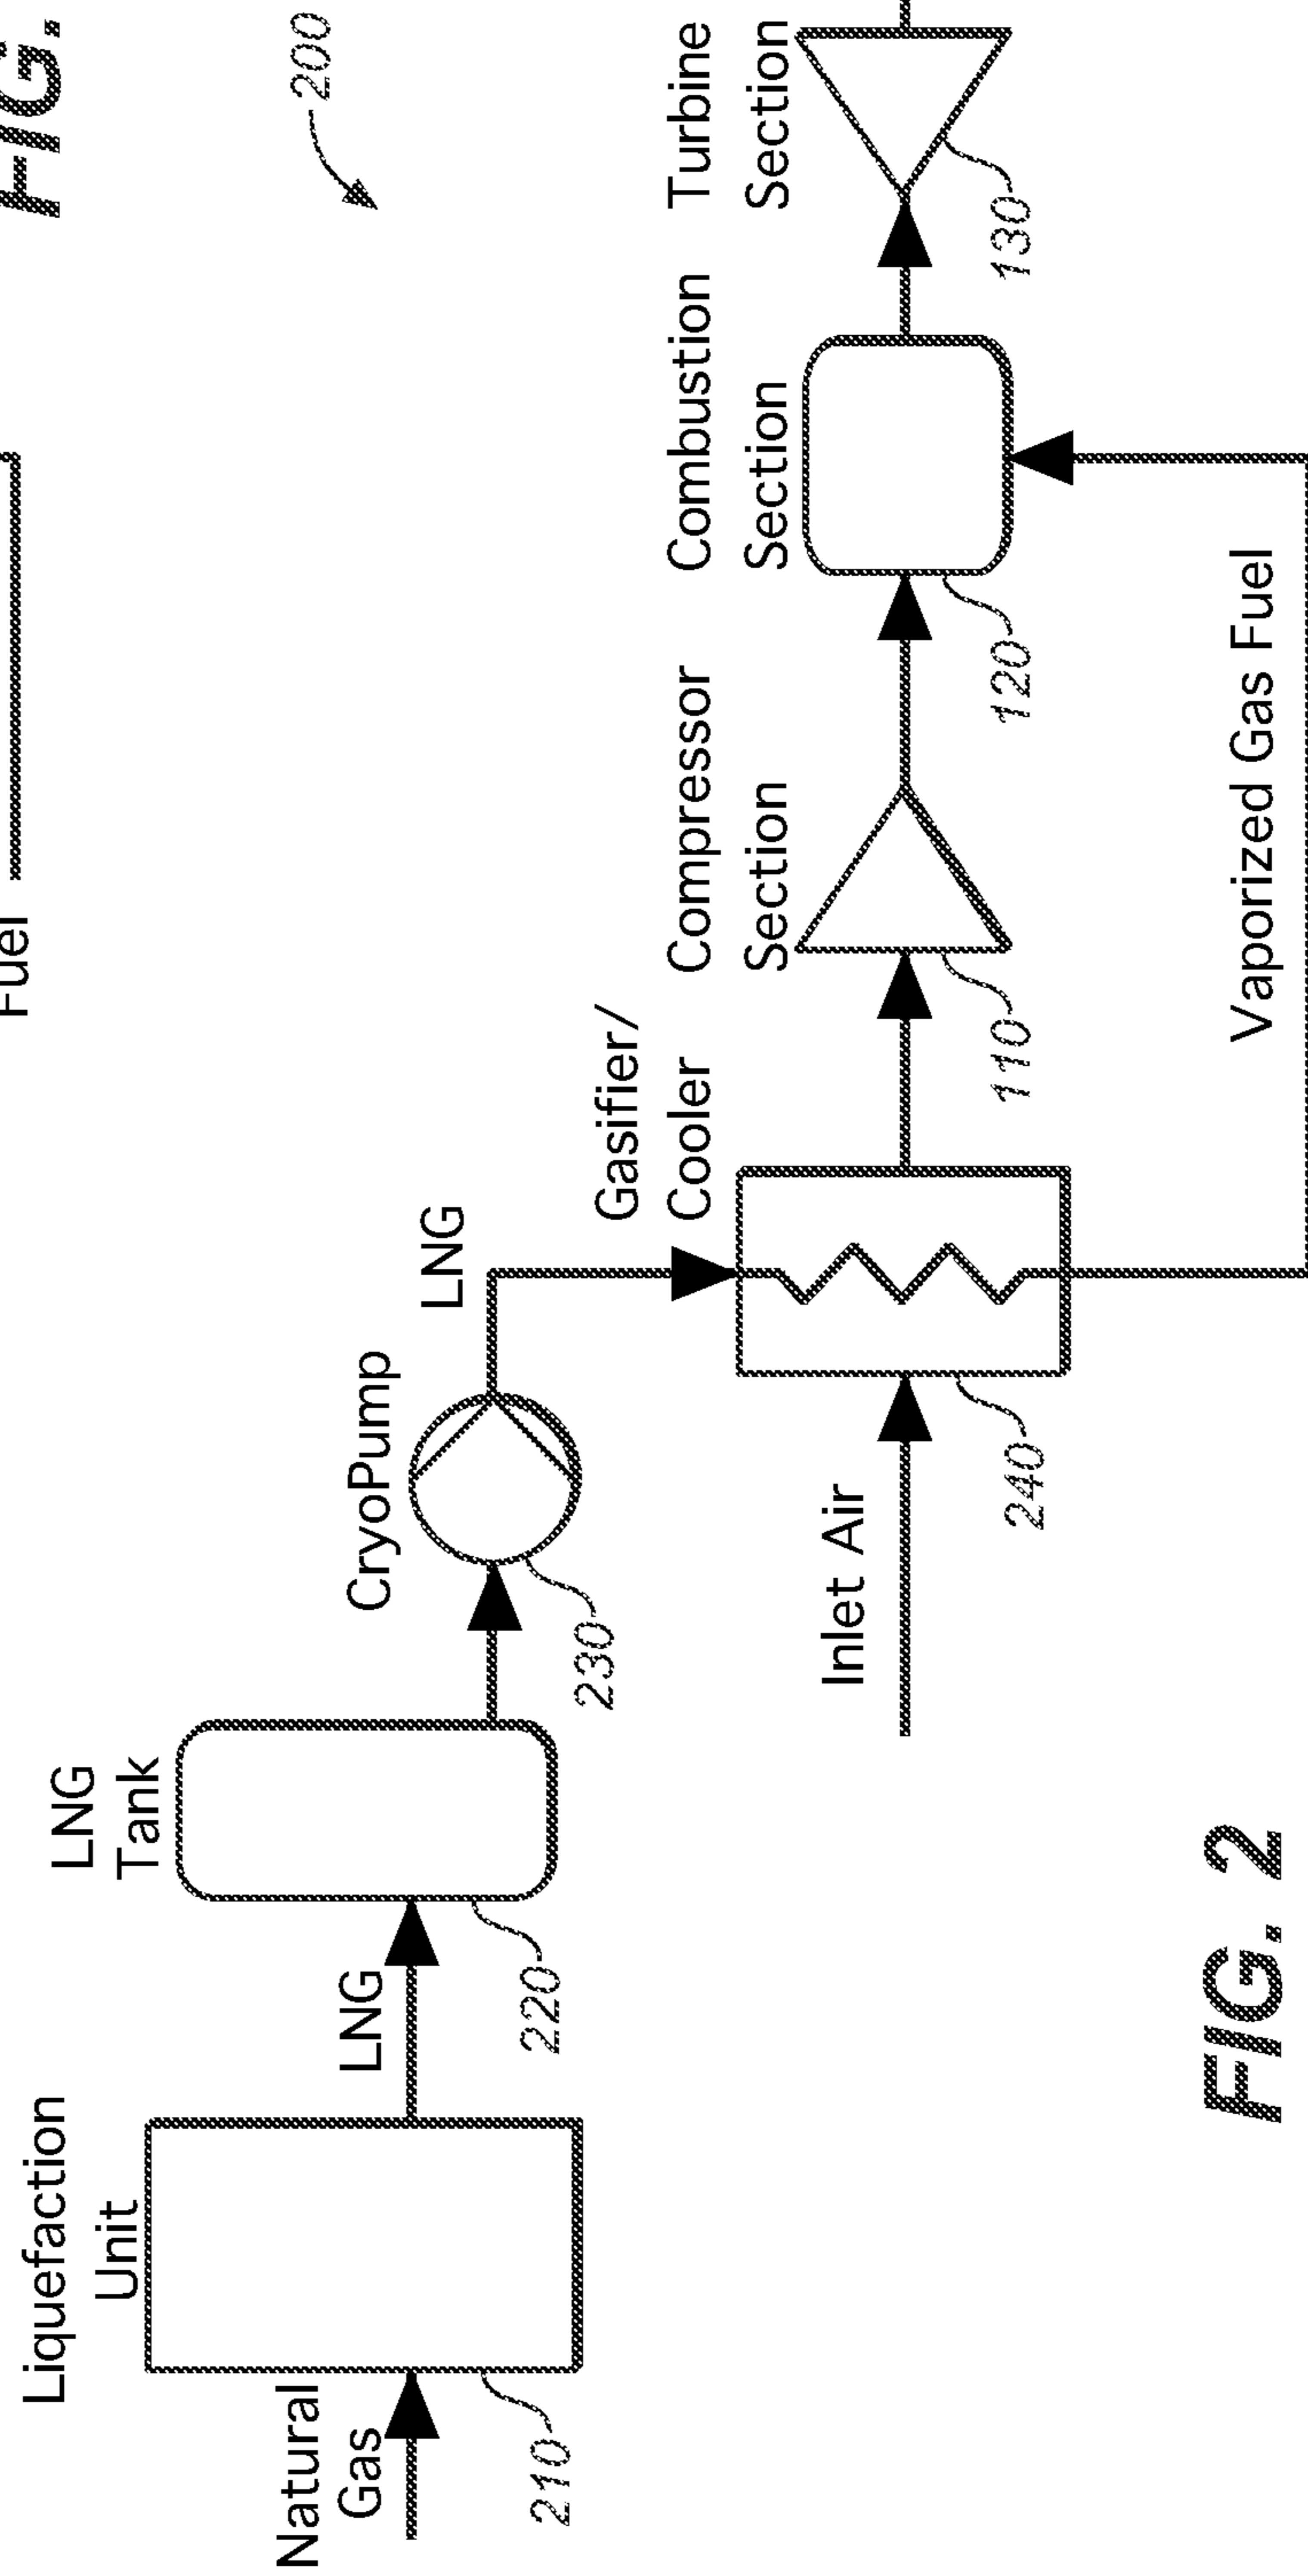 FIG.
Fuel
200
Liquefaction
Unit
Natural
Gas
210
LNG
LNG
Tank
220
CryoPump
230
LNG
Gasifier/
Cooler
Inlet Air
240
Compressor
Section
110
Combustion
Section
120
Turbine
Section
130
Vaporized Gas Fuel
FIG. 2